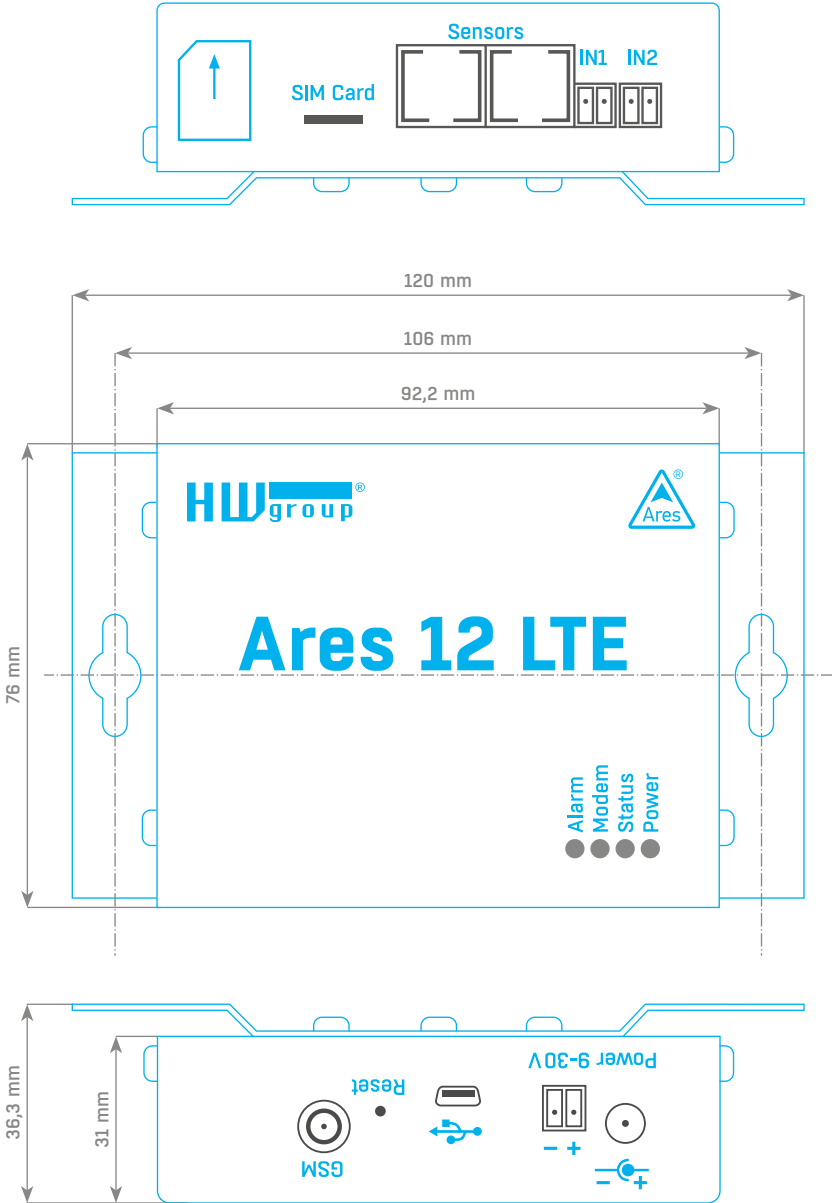 Sensors
IN1 IN2
SIM Card
120 mm
106 mm
92,2 mm
HW group ®
Ares ®
Ares 12 LTE
76 mm
Alarm
Modem
Status
Power
Power 9-30V
Reset
GSM
- +
- +
36,3 mm
31 mm